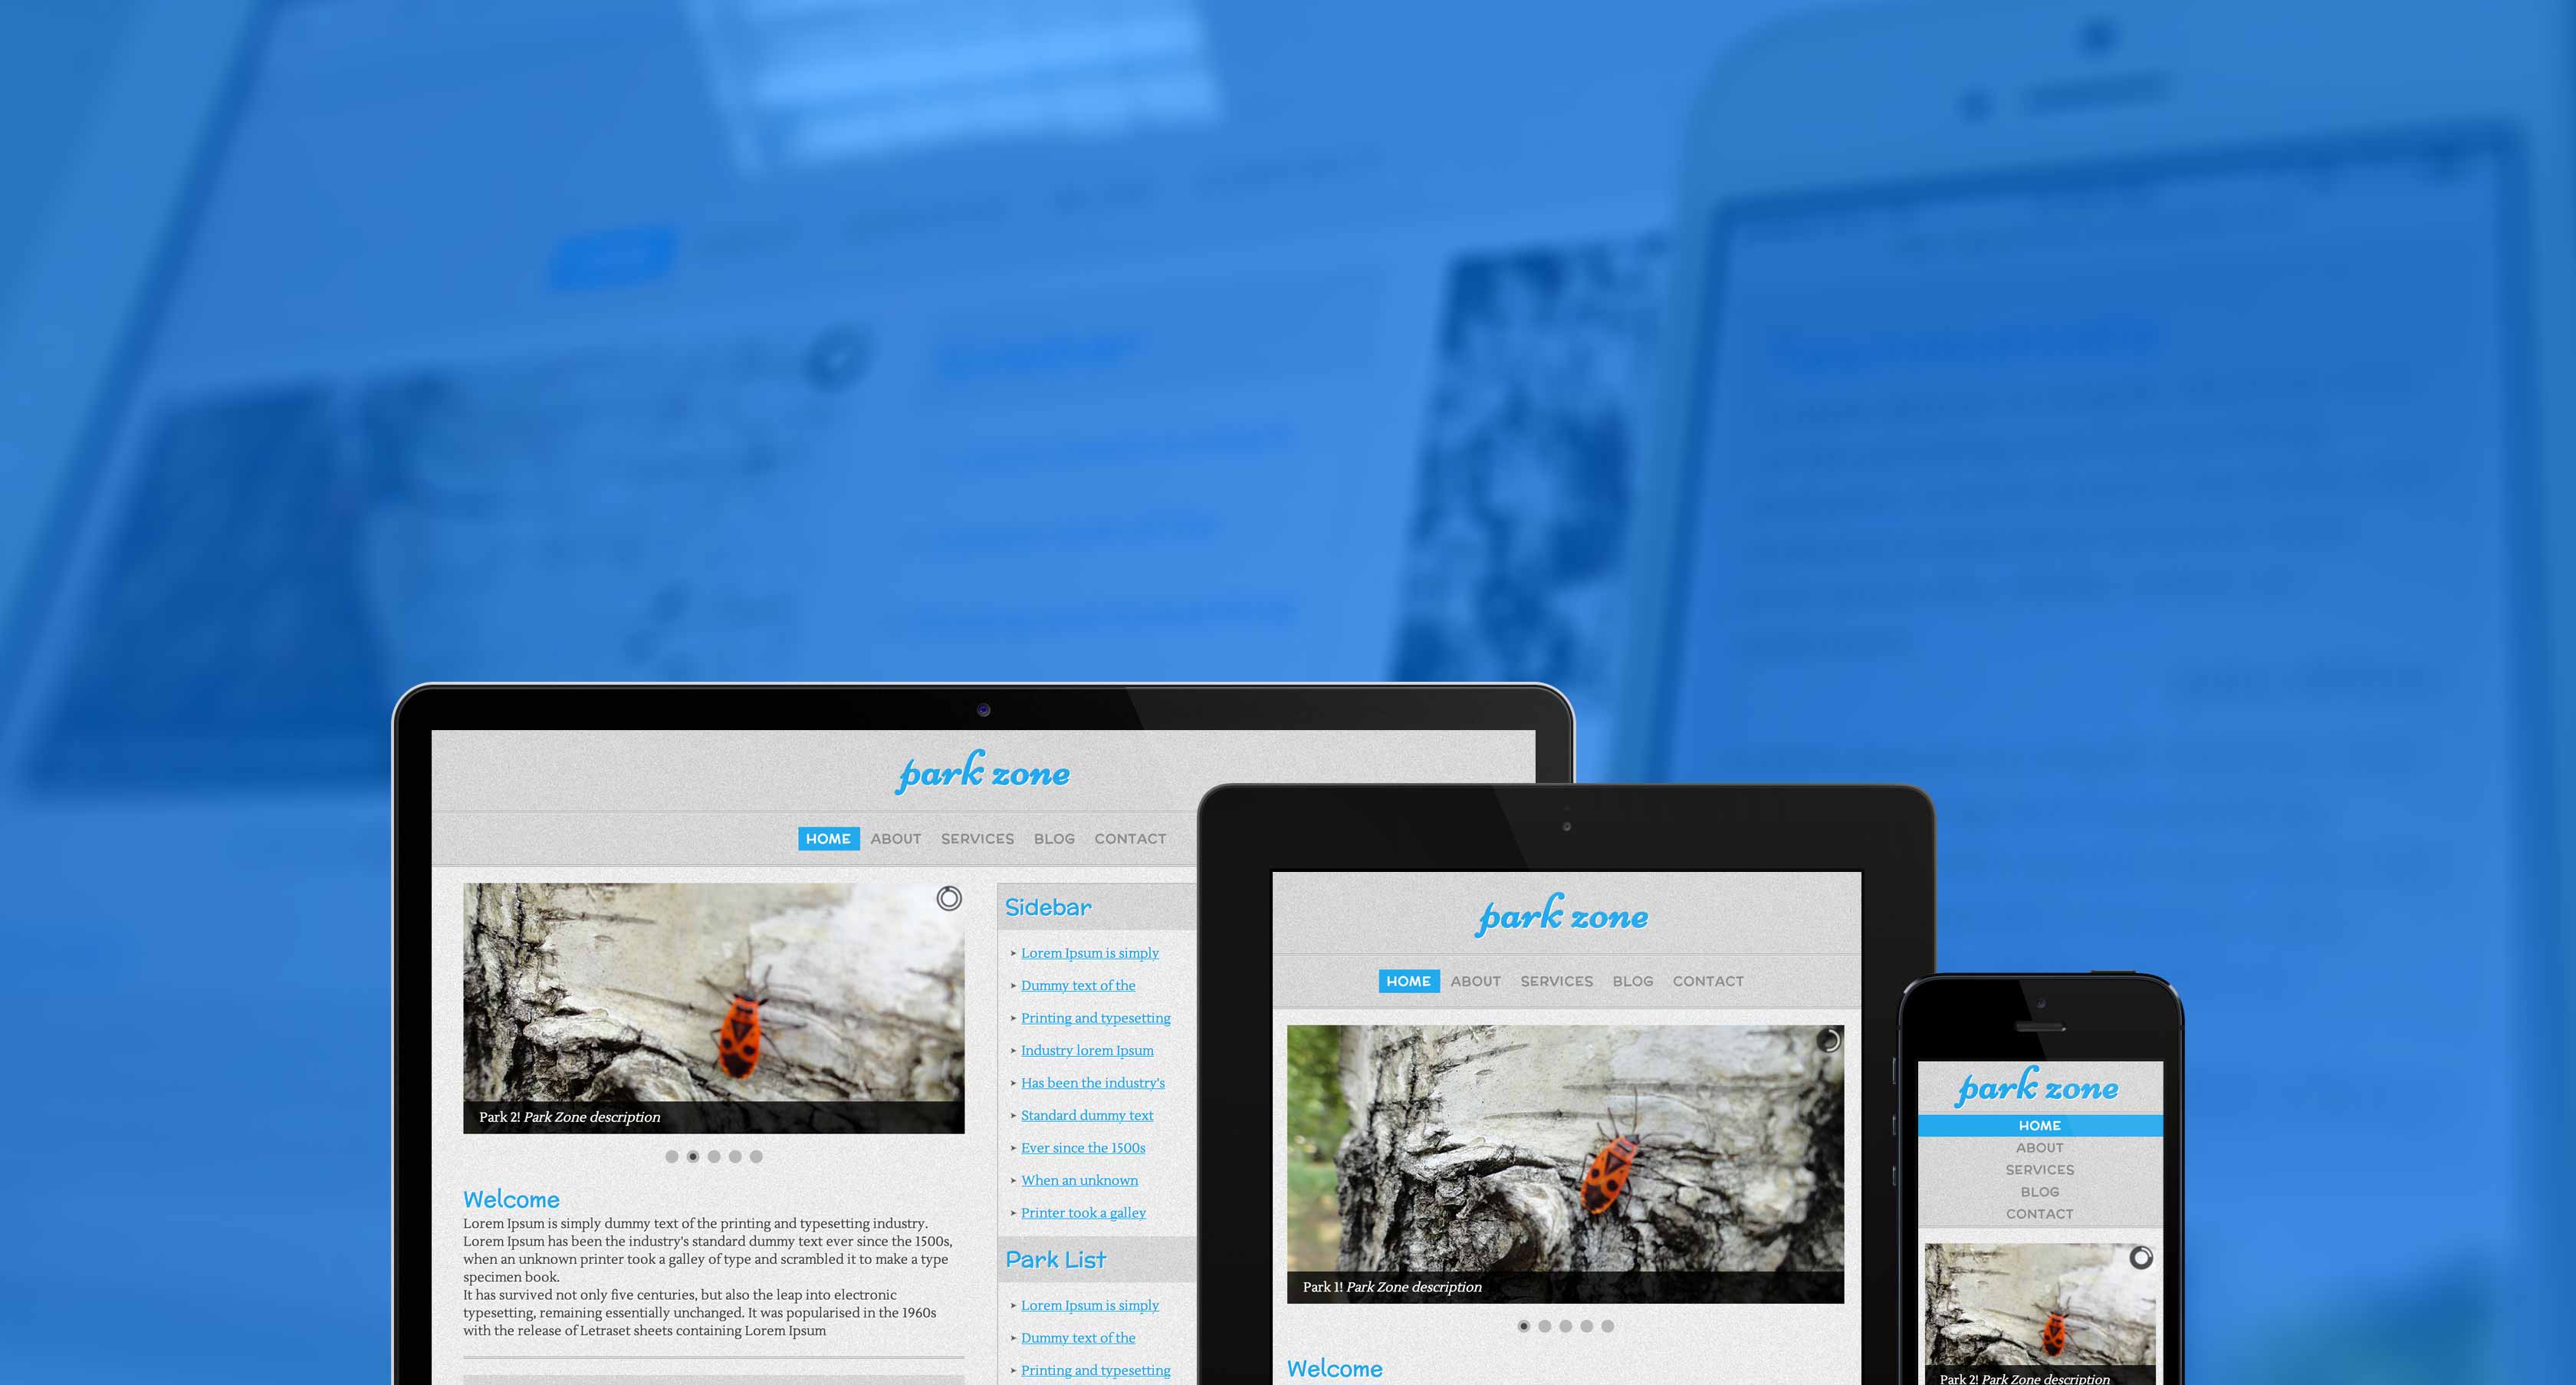 park zone
HOME ABOUT SERVICES BLOG CONTACT
Park 2! Park Zone description
Welcome
Lorem Ipsum is simply dummy text of the printing and typesetting industry.
Lorem Ipsum has been the industry's standard dummy text ever since the 1500s,
when an unknown printer took a galley of type and scrambled it to make a type
specimen book.
It has survived not only five centuries, but also the leap into electronic
typesetting, remaining essentially unchanged. It was popularised in the 1960s
with the release of Letraset sheets containing Lorem Ipsum
Sidebar
Lorem Ipsum is simply
Dummy text of the
Printing and typesetting
Industry lorem Ipsum
Has been the industry's
Standard dummy text
Ever since the 1500s
When an unknown
Printer took a galley
Park List
Lorem Ipsum is simply
Dummy text of the
Printing and typesetting
park zone
HOME ABOUT SERVICES BLOG CONTACT
Park 1! Park Zone description
Welcome
park zone
HOME
ABOUT
SERVICES
BLOG
CONTACT
Park 2! Park Zone description